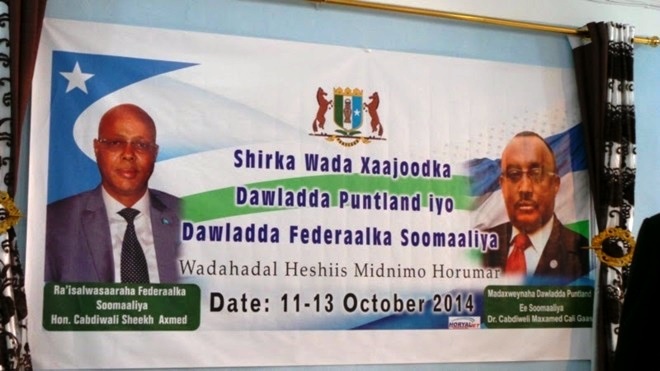 Shirka Wada Xaajoodka
Dawladda Puntland iyo
Dawladda Federaalka Soomaaliya
Wadahadal Heshiis Midnimo Horumar
Date: 11-13 October 2014
Ra'isalwasaaraha Federaalka
Soomaaliya
Hon. Cabdiwali Sheekh Axmed
Madaxweynaha Dawladda Puntland
Ee Soomaaliya
Dr. Cabdiweli Maxamed Cali Gaas